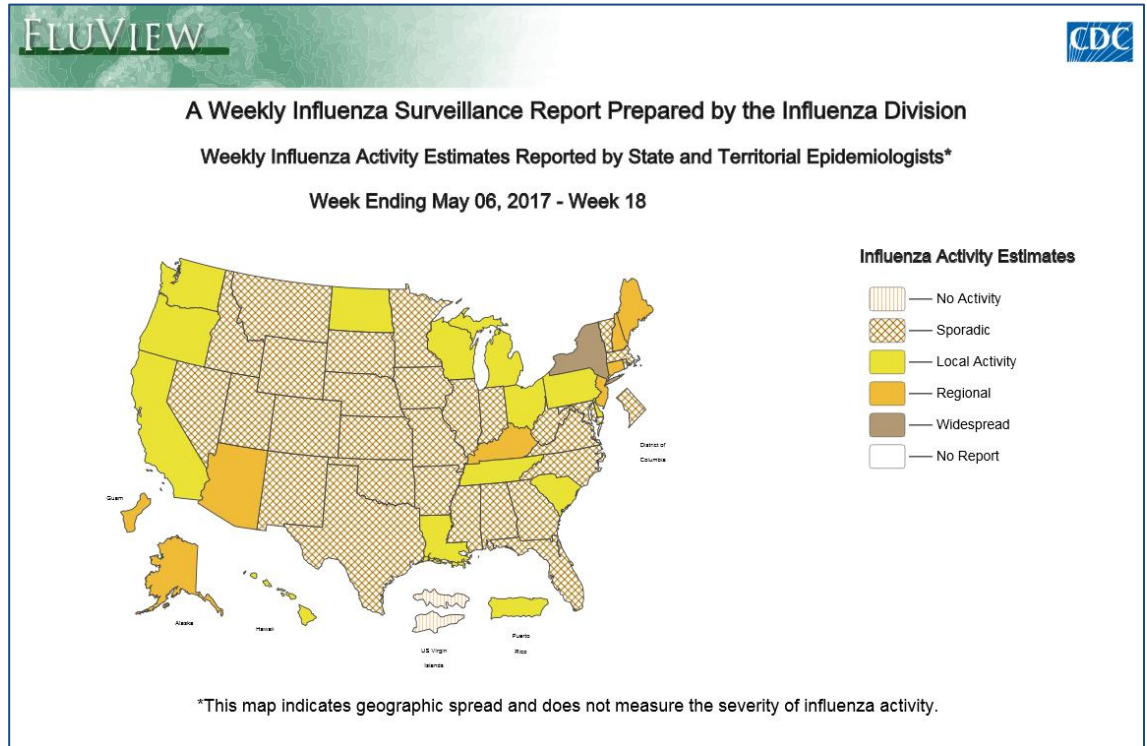 FLUVIEW
CDC
A Weekly Influenza Surveillance Report Prepared by the Influenza Division
Weekly Influenza Activity Estimates Reported by State and Territorial Epidemiologists*
Week Ending May 06, 2017 - Week 18
Influenza Activity Estimates
No Activity
Sporadic
Local Activity
Regional
Widespread
No Report
District of
Columbia
Guam
Alaska
Hawaii
US Virgin
Islands
Puerto
Rico
*This map indicates geographic spread and does not measure the severity of influenza activity.